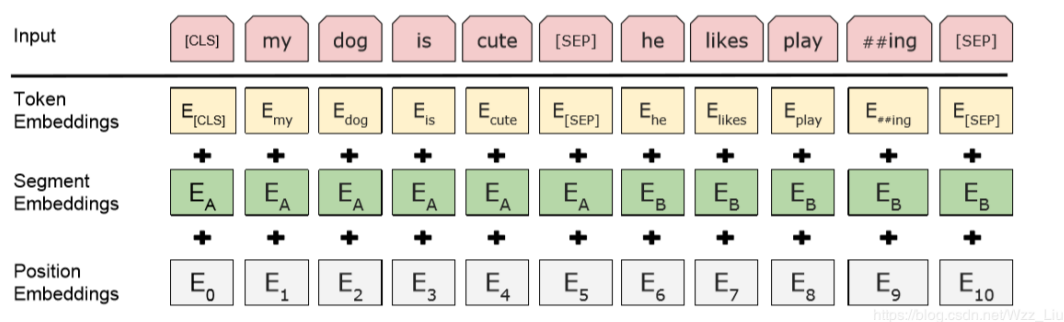 Input [CLS] my dog is cute [SEP] he likes play ##ing [SEP]
Token Embeddings E[CLS] Emy Edog Eis Ecute E[SEP] Ehe Elikes Eplay E##ing E[SEP]
+ + + + + + + + + + +
Segment Embeddings EA EA EA EA EA EA EB EB EB EB EB
+ + + + + + + + + + +
Position Embeddings E0 E1 E2 E3 E4 E5 E6 E7 E8 E9 E10
https://blog.csdn.net/Wzz_Liu